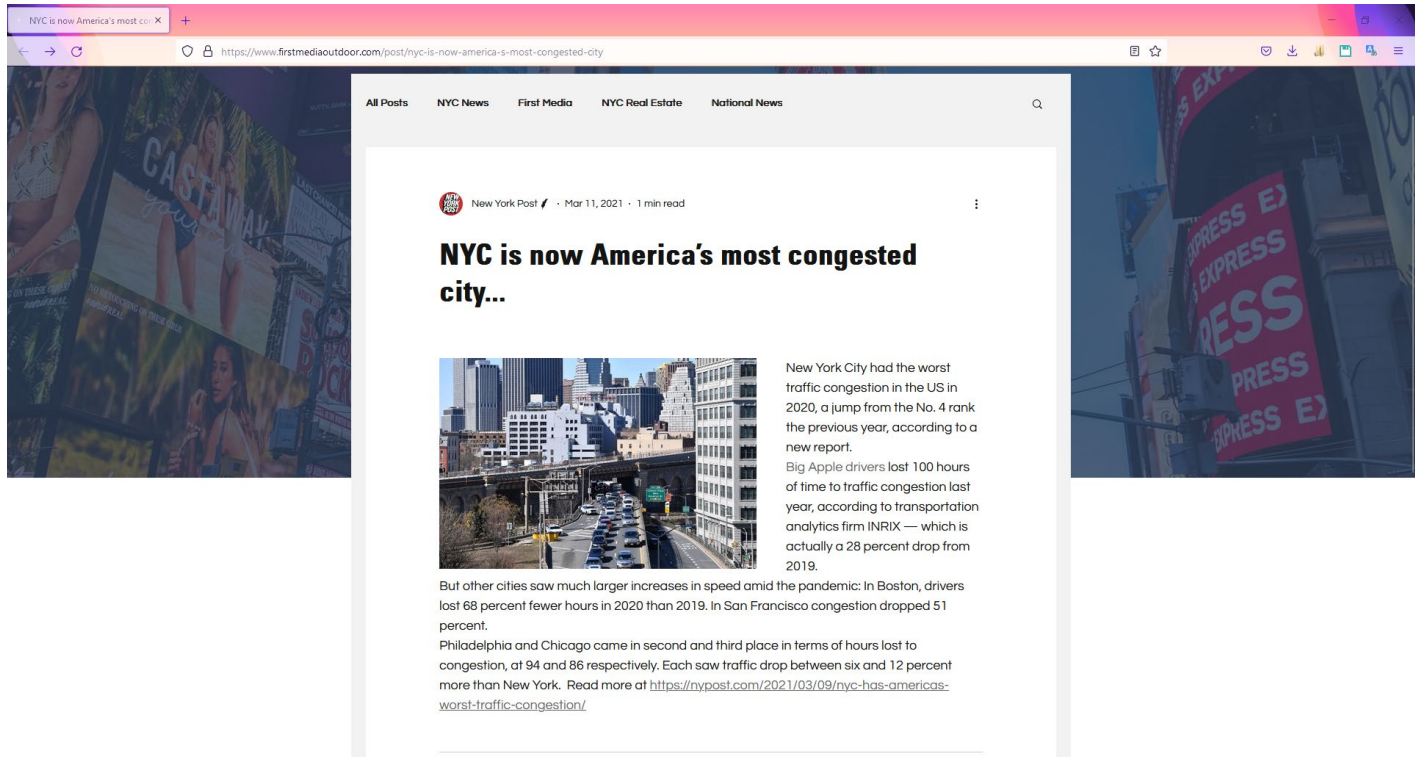 NYC is now America's most con
https://www.firstmediaoutdoor.com/post/nyc-is-now-america-s-most-congested-city
All Posts NYC News First Media NYC Real Estate National News
New York Post · Mar 11, 2021 · 1 min read
NEW YORK POST
NYC is now America's most congested
city...
New York City had the worst
traffic congestion in the US in
2020, a jump from the No. 4 rank
the previous year, according to a
new report.
Big Apple drivers lost 100 hours
of time to traffic congestion last
year, according to transportation
analytics firm INRIX — which is
actually a 28 percent drop from
2019.
But other cities saw much larger increases in speed amid the pandemic: In Boston, drivers
lost 68 percent fewer hours in 2020 than 2019. In San Francisco congestion dropped 51
percent.
Philadelphia and Chicago came in second and third place in terms of hours lost to
congestion, at 94 and 86 respectively. Each saw traffic drop between six and 12 percent
more than New York.  Read more at https://nypost.com/2021/03/09/nyc-has-americas-
worst-traffic-congestion/
CASTAWAY
EXPRESS
EXPRESS
EXPRESS
PRESS
EXPRESS